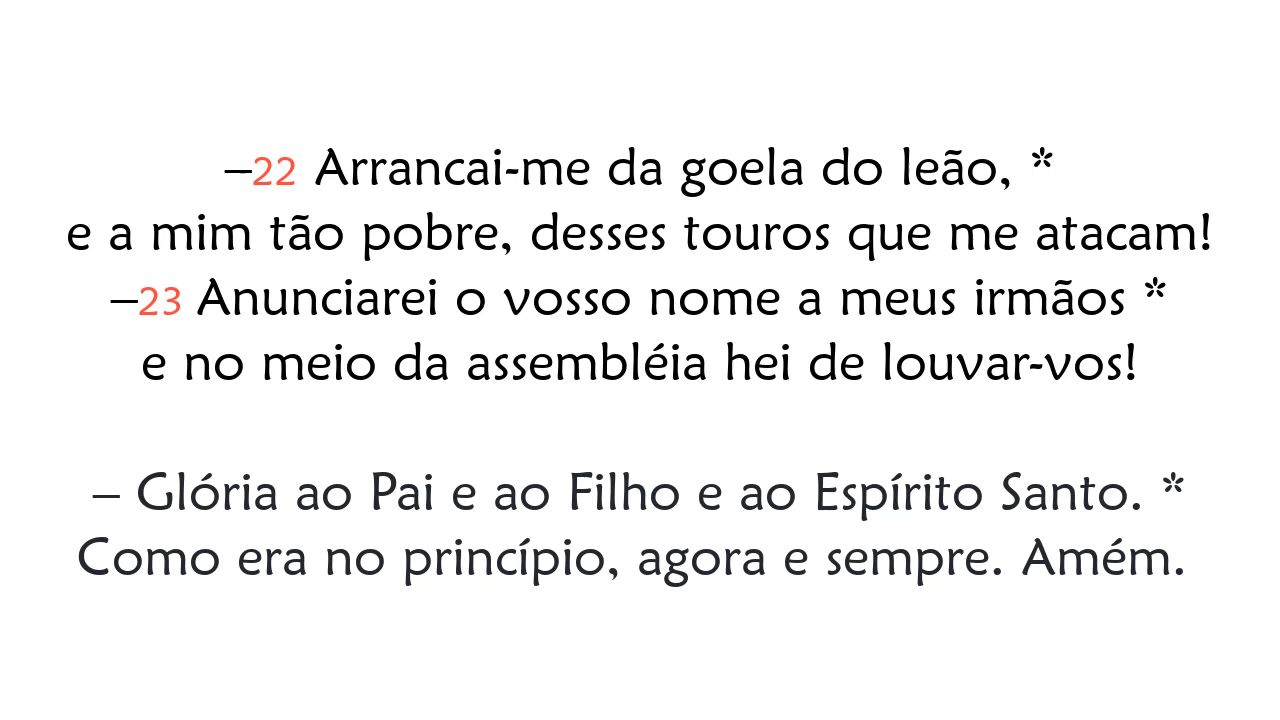 –22 Arrancai-me da goela do leão, *
e a mim tão pobre, desses touros que me atacam!
–23 Anunciarei o vosso nome a meus irmãos *
e no meio da assembléia hei de louvar-vos!
– Glória ao Pai e ao Filho e ao Espírito Santo. *
Como era no princípio, agora e sempre. Amém.